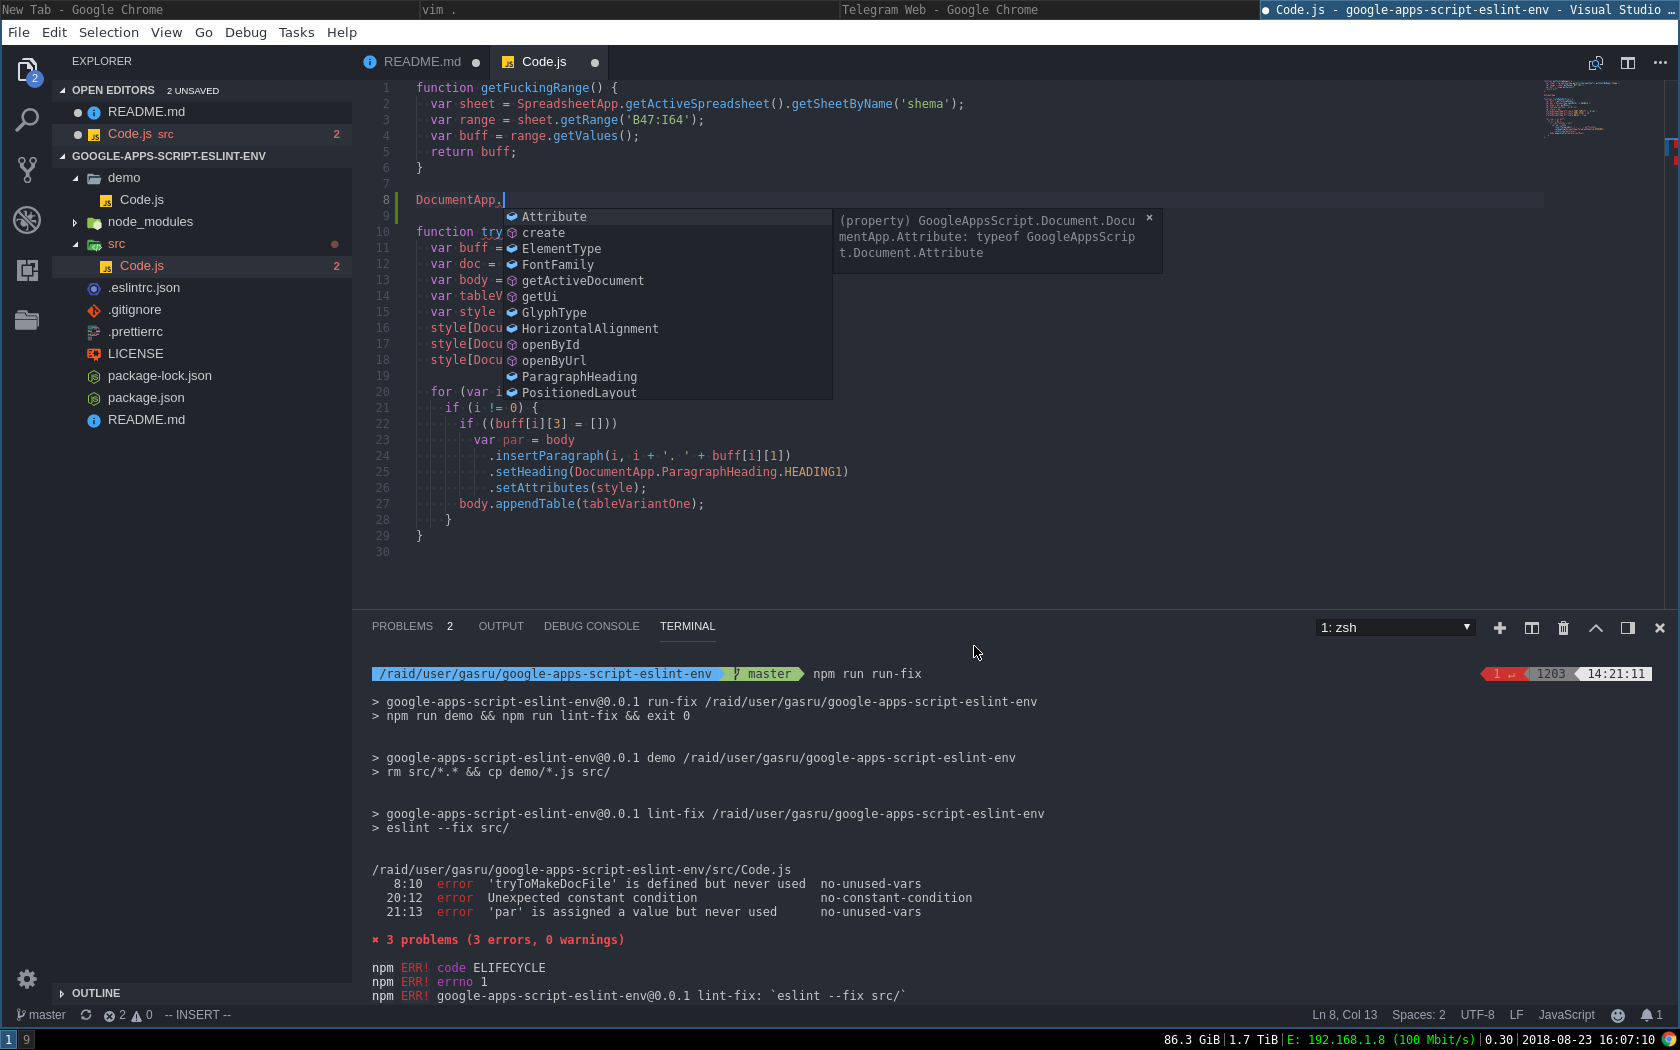 New Tab - Google Chrome
vim .
Telegram Web - Google Chrome
● Code.js - google-apps-script-eslint-env - Visual Studio …
File Edit Selection View Go Debug Tasks Help
2
EXPLORER
OPEN EDITORS 2 UNSAVED
README.md
Code.js src 2
GOOGLE-APPS-SCRIPT-ESLINT-ENV
demo
Code.js
node_modules
src
Code.js 2
.eslintrc.json
.gitignore
.prettierrc
LICENSE
package-lock.json
package.json
README.md
OUTLINE
README.md
Code.js
1 function getFuckingRange() {
2 var sheet = SpreadsheetApp.getActiveSpreadsheet().getSheetByName('shema');
3 var range = sheet.getRange('B47:I64');
4 var buff = range.getValues();
5 return buff;
6 }
7
8 DocumentApp.
9
10 function try
11 var buff =
12 var doc =
13 var body =
14 var tableV
15 var style
16 style[Docu
17 style[Docu
18 style[Docu
19
20 for (var i
21 if (i != 0) {
22 if ((buff[i][3] = []))
23 var par = body
24 .insertParagraph(i, i + '. ' + buff[i][1])
25 .setHeading(DocumentApp.ParagraphHeading.HEADING1)
26 .setAttributes(style);
27 body.appendTable(tableVariantOne);
28 }
29 }
30
Attribute
create
ElementType
FontFamily
getActiveDocument
getUi
GlyphType
HorizontalAlignment
openById
openByUrl
ParagraphHeading
PositionedLayout
(property) GoogleAppsScript.Document.Docu
mentApp.Attribute: typeof GoogleAppsScrip
t.Document.Attribute
PROBLEMS 2 OUTPUT DEBUG CONSOLE TERMINAL
1: zsh
/raid/user/gasru/google-apps-script-eslint-env master npm run run-fix 1 ↵ 1203 14:21:11
> google-apps-script-eslint-env@0.0.1 run-fix /raid/user/gasru/google-apps-script-eslint-env
> npm run demo && npm run lint-fix && exit 0
> google-apps-script-eslint-env@0.0.1 demo /raid/user/gasru/google-apps-script-eslint-env
> rm src/*.* && cp demo/*.js src/
> google-apps-script-eslint-env@0.0.1 lint-fix /raid/user/gasru/google-apps-script-eslint-env
> eslint --fix src/
/raid/user/gasru/google-apps-script-eslint-env/src/Code.js
8:10 error 'tryToMakeDocFile' is defined but never used no-unused-vars
20:12 error Unexpected constant condition no-constant-condition
21:13 error 'par' is assigned a value but never used no-unused-vars
✖ 3 problems (3 errors, 0 warnings)
npm ERR! code ELIFECYCLE
npm ERR! errno 1
npm ERR! google-apps-script-eslint-env@0.0.1 lint-fix: `eslint --fix src/`
master 2 0 -- INSERT -- Ln 8, Col 13 Spaces: 2 UTF-8 LF JavaScript 1
1 9 86.3 GiB|1.7 TiB|E: 192.168.1.8 (100 Mbit/s)|0.30|2018-08-23 16:07:10